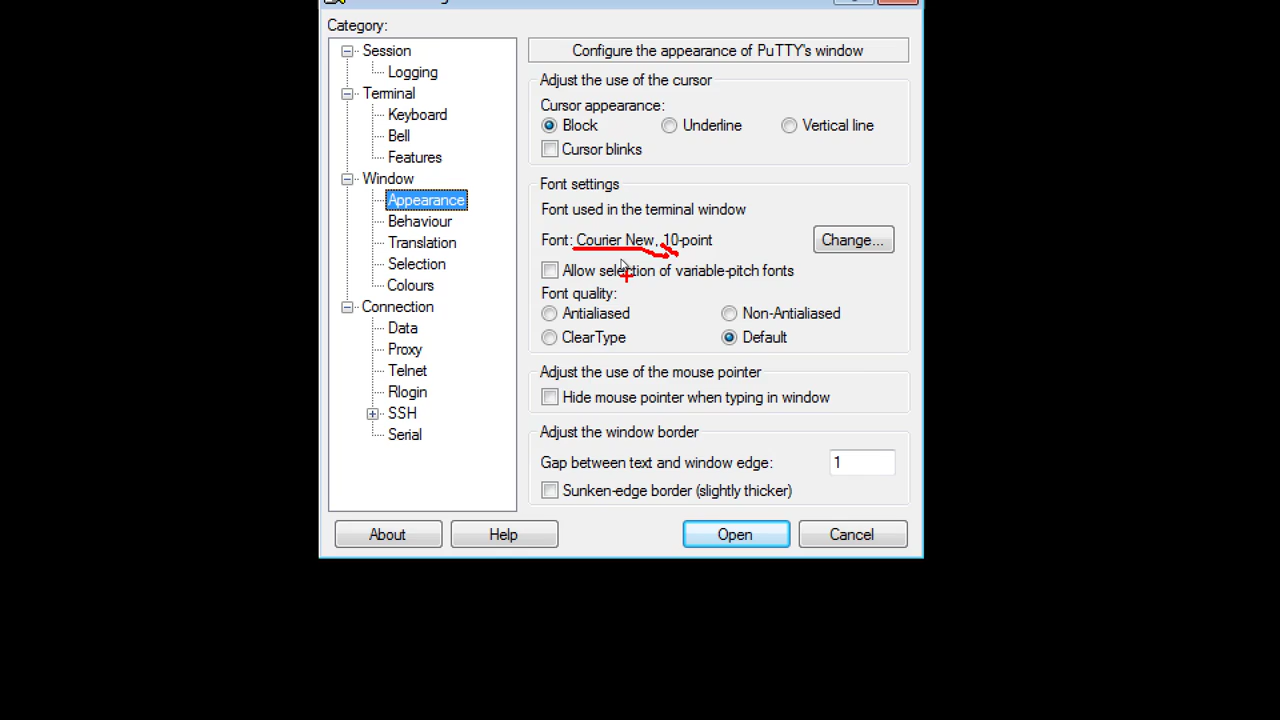 Category:
Session
Logging
Terminal
Keyboard
Bell
Features
Window
Appearance
Behaviour
Translation
Selection
Colours
Connection
Data
Proxy
Telnet
Rlogin
SSH
Serial
Configure the appearance of PuTTY's window
Adjust the use of the cursor
Cursor appearance:
Block Underline Vertical line
Cursor blinks
Font settings
Font used in the terminal window
Font: Courier New, 10-point Change...
Allow selection of variable-pitch fonts
Font quality:
Antialiased Non-Antialiased
ClearType Default
Adjust the use of the mouse pointer
Hide mouse pointer when typing in window
Adjust the window border
Gap between text and window edge: 1
Sunken-edge border (slightly thicker)
About Help Open Cancel